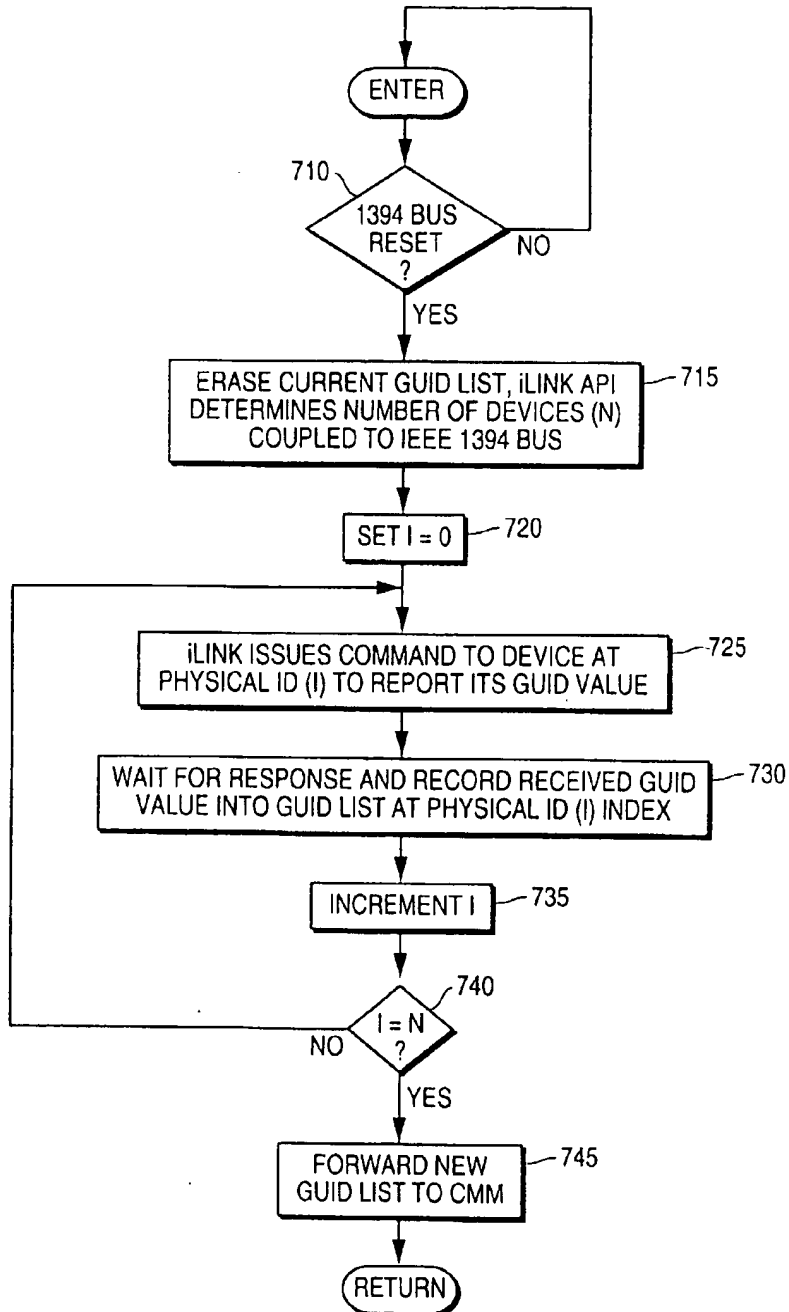 ENTER
710
1394 BUS
RESET
?
NO
YES
ERASE CURRENT GUID LIST, iLINK API
DETERMINES NUMBER OF DEVICES (N)
COUPLED TO IEEE 1394 BUS
715
SET I = 0
720
iLINK ISSUES COMMAND TO DEVICE AT
PHYSICAL ID (I) TO REPORT ITS GUID VALUE
725
WAIT FOR RESPONSE AND RECORD RECEIVED GUID
VALUE INTO GUID LIST AT PHYSICAL ID (I) INDEX
730
INCREMENT I
735
740
I = N
?
NO
YES
FORWARD NEW
GUID LIST TO CMM
745
RETURN